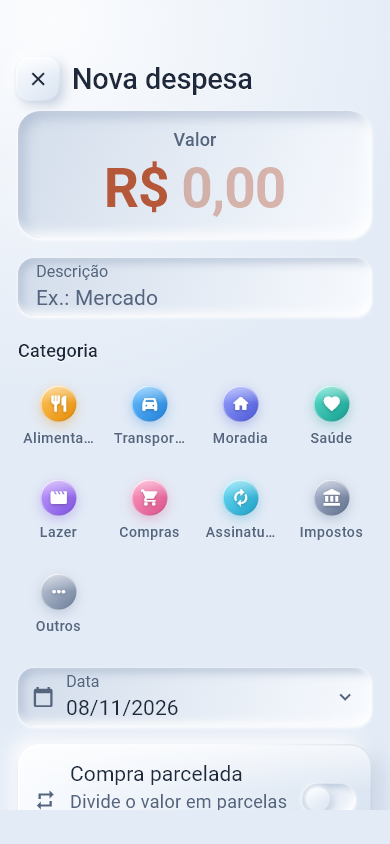 Nova despesa
Valor
R$ 0,00
Descrição
Ex.: Mercado
Categoria
Alimenta…
Transpor…
Moradia
Saúde
Lazer
Compras
Assinatu…
Impostos
Outros
Data
08/11/2026
Compra parcelada
Divide o valor em parcelas